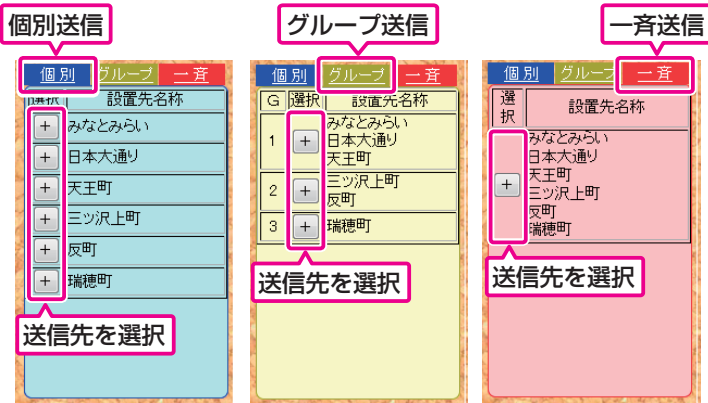 個別送信
個別 グループ 一斉
選択 設置先名称
+ みなとみらい
+ 日本大通り
+ 天王町
+ 三ツ沢上町
+ 反町
+ 瑞穂町
送信先を選択
グループ送信
個別 グループ 一斉
G 選択 設置先名称
1 + みなとみらい
日本大通り
天王町
2 + 三ツ沢上町
反町
3 + 瑞穂町
送信先を選択
一斉送信
個別 グループ 一斉
選択 設置先名称
+ みなとみらい
日本大通り
天王町
三ツ沢上町
反町
瑞穂町
送信先を選択